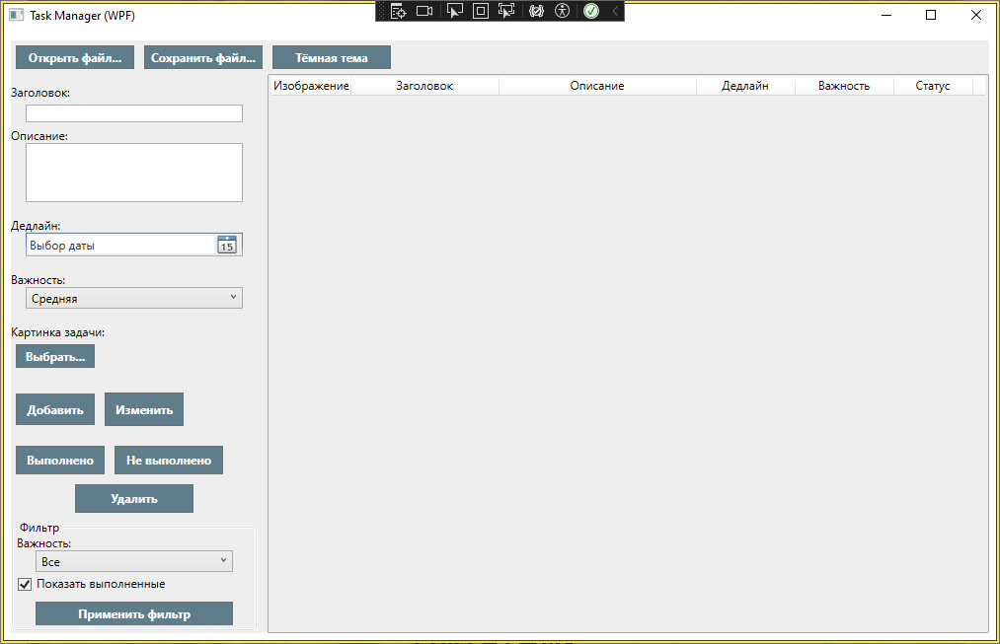 Task Manager (WPF)
Открыть файл... Сохранить файл... Тёмная тема
Изображение Заголовок Описание Дедлайн Важность Статус
Заголовок:
Описание:
Дедлайн:
Выбор даты 15
Важность:
Средняя
Картинка задачи:
Выбрать...
Добавить Изменить
Выполнено Не выполнено
Удалить
Фильтр
Важность:
Все
Показать выполненные
Применить фильтр